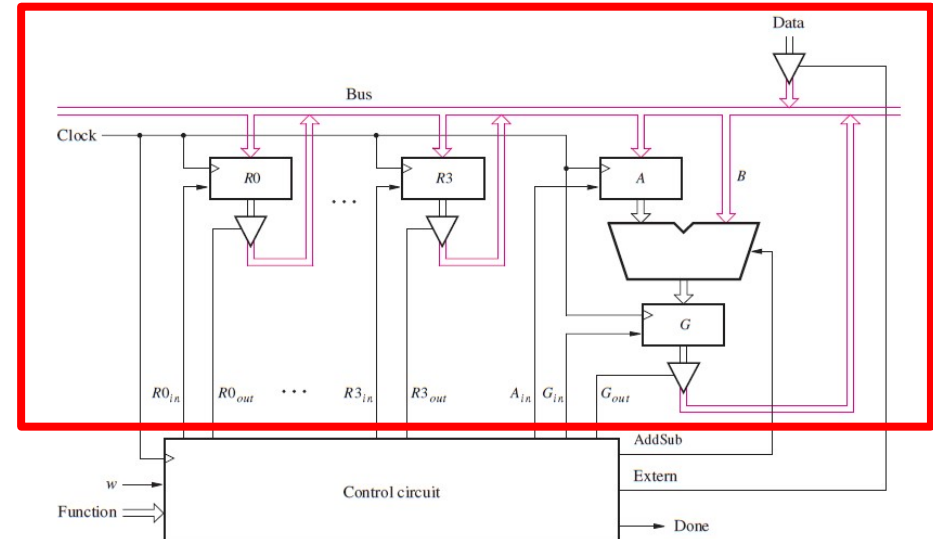 Data
Bus
Clock
R0
R3
A
B
...
G
R0in R0out ... R3in R3out Ain Gin Gout
AddSub
w
Extern
Control circuit
Function
Done